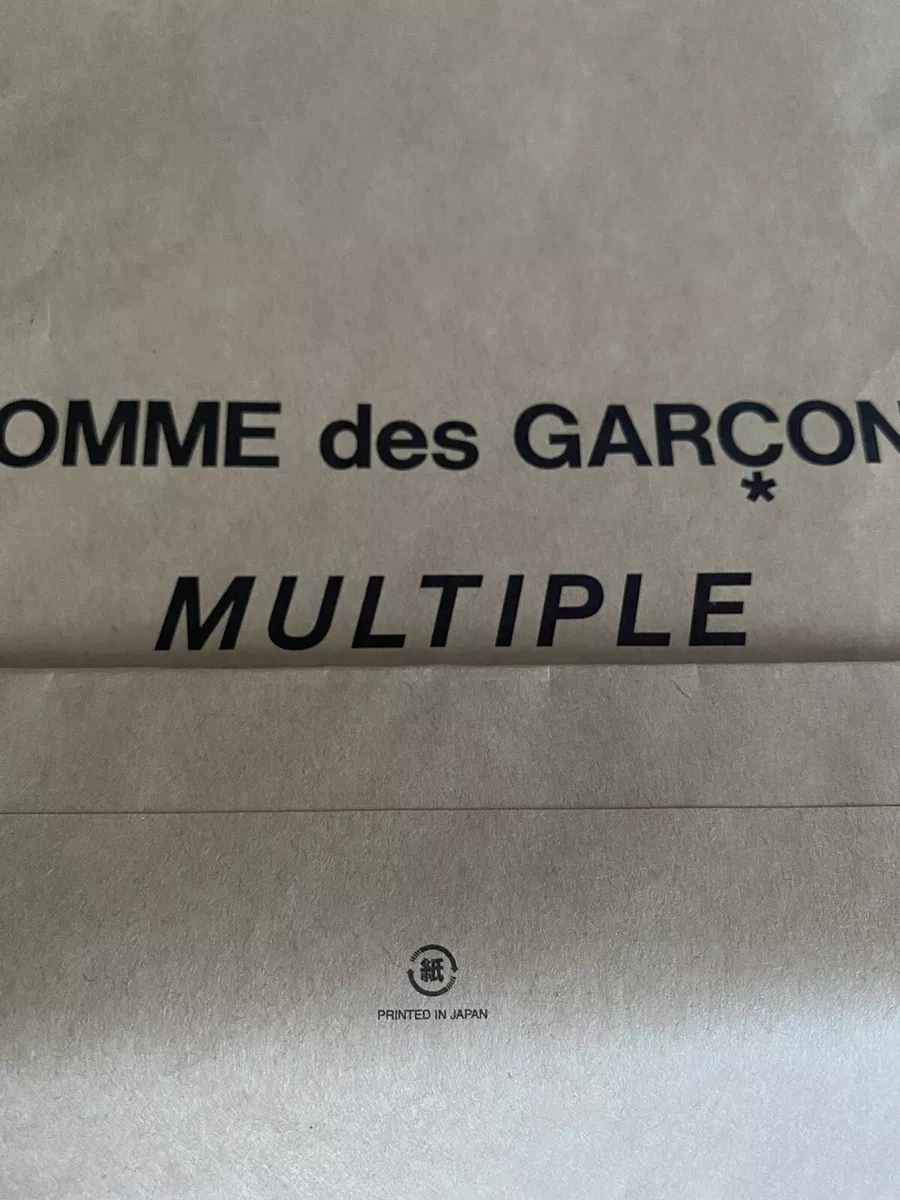 OMME des GARÇON
*
MULTIPLE
紙
PRINTED IN JAPAN